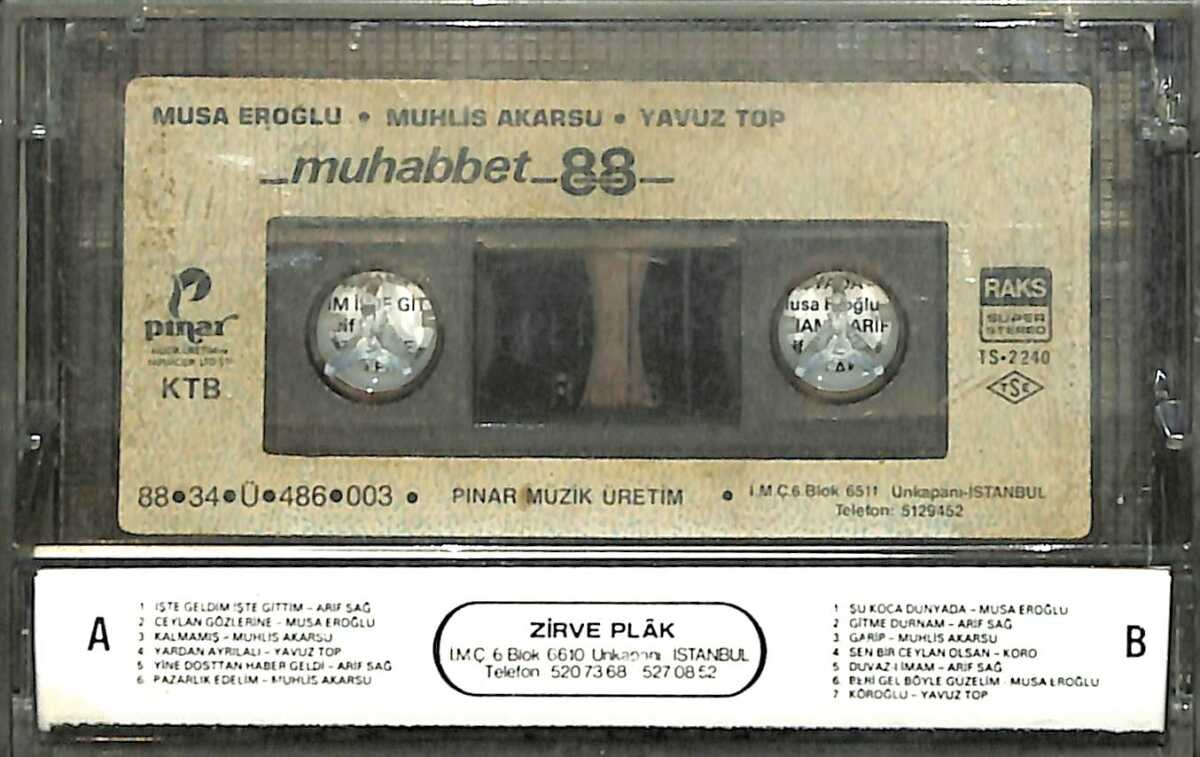 MUSA EROĞLU • MUHLİS AKARSU • YAVUZ TOP
muhabbet 88
pınar
KTB
RAKS
SUPER
STEREO
TS•2240
TSE
88•34•Ü•486•003 • PINAR MÜZİK ÜRETİM • İ.M.Ç.6.Blok 6511 Unkapanı-İSTANBUL
Telefon: 5129452
A
1 İŞTE GELDİM İŞTE GİTTİM – ARİF SAĞ
2 CEYLAN GÖZLERİNE – MUSA EROĞLU
3 KALMAMIŞ – MUHLİS AKARSU
4 YARDAN AYRILALI – YAVUZ TOP
5 YİNE DOSTTAN HABER GELDİ – ARİF SAĞ
6 PAZARLIK EDELİM – MUHLİS AKARSU
ZİRVE PLÂK
İ.M.Ç. 6 Blok 6610 Unkapanı İSTANBUL
Telefon 520 73 68 527 08 52
1 ŞU KOCA DÜNYADA – MUSA EROĞLU
2 GİTME DURNAM – ARİF SAĞ
3 GARİP – MUHLİS AKARSU
4 SEN BİR CEYLAN OLSAN – KORO
5 DUVAZ-I İMAM – ARİF SAĞ
6 BERİ GEL BÖYLE GÜZELİM - MUSA EROĞLU
7 KÖROĞLU – YAVUZ TOP
B